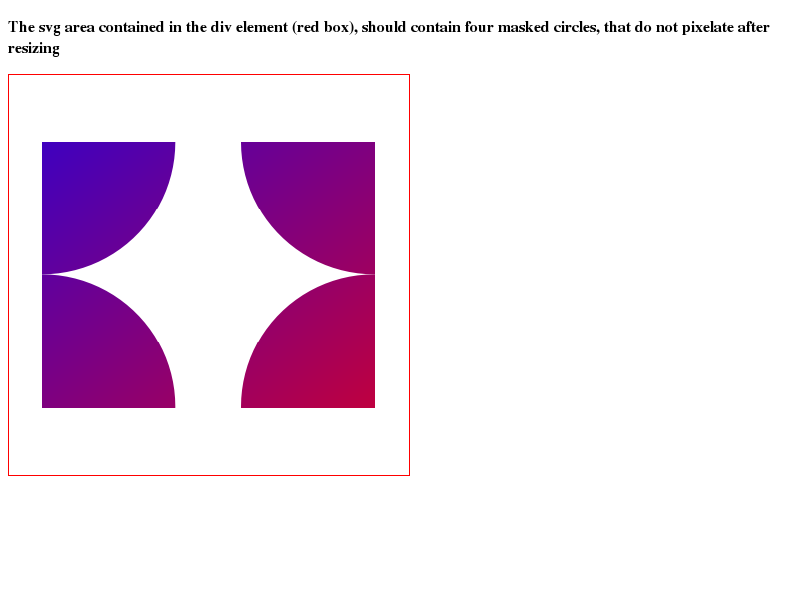 The svg area contained in the div element (red box), should contain four masked circles, that do not pixelate after
resizing